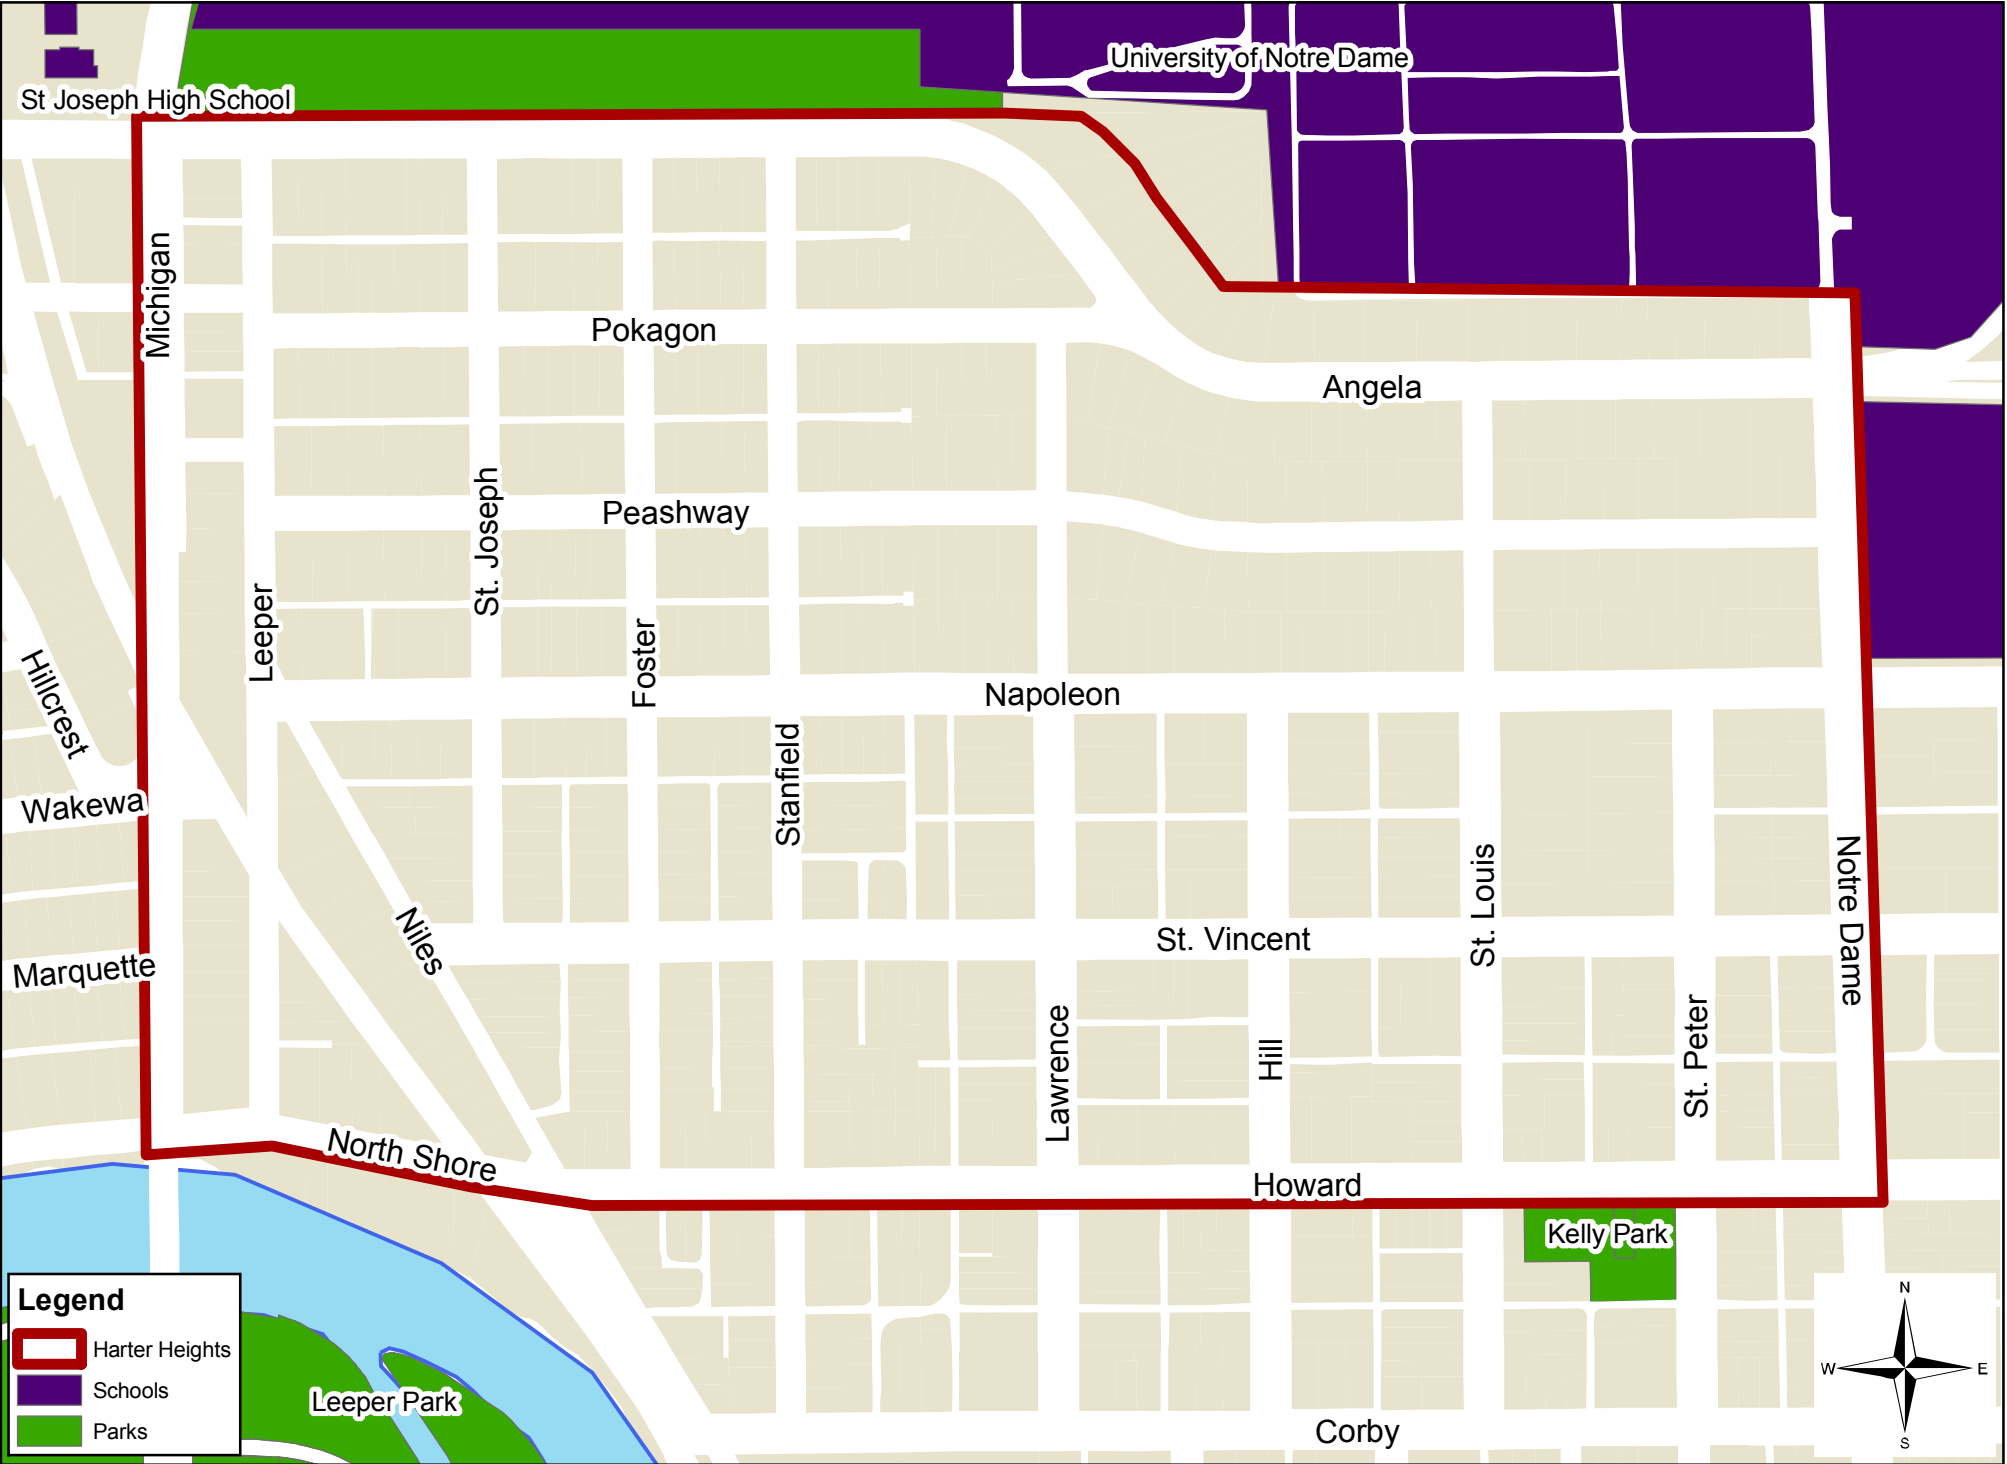 University of Notre Dame
St Joseph High School
Michigan
Pokagon
Angela
St. Joseph
Peashway
Leeper
Foster
Hillcrest
Napoleon
Stanfield
Wakewa
St. Louis
Notre Dame
Niles
St. Vincent
Marquette
Lawrence
Hill
St. Peter
North Shore
Howard
Kelly Park
Legend
Harter Heights
Schools
Parks
Leeper Park
Corby
N
W
E
S